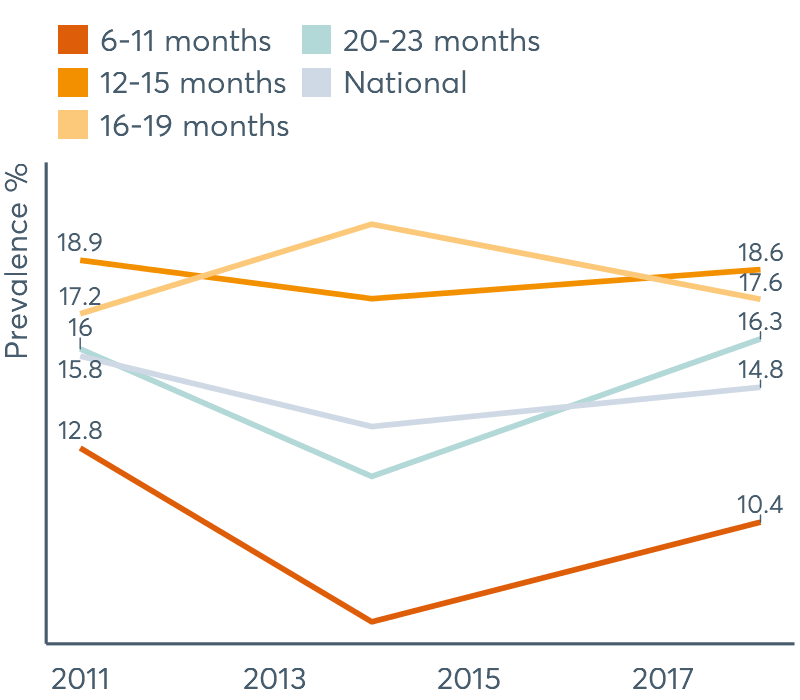 6-11 months
20-23 months
12-15 months
National
16-19 months
Prevalence %
18.9
17.2
16
15.8
12.8
18.6
17.6
16.3
14.8
10.4
2011
2013
2015
2017